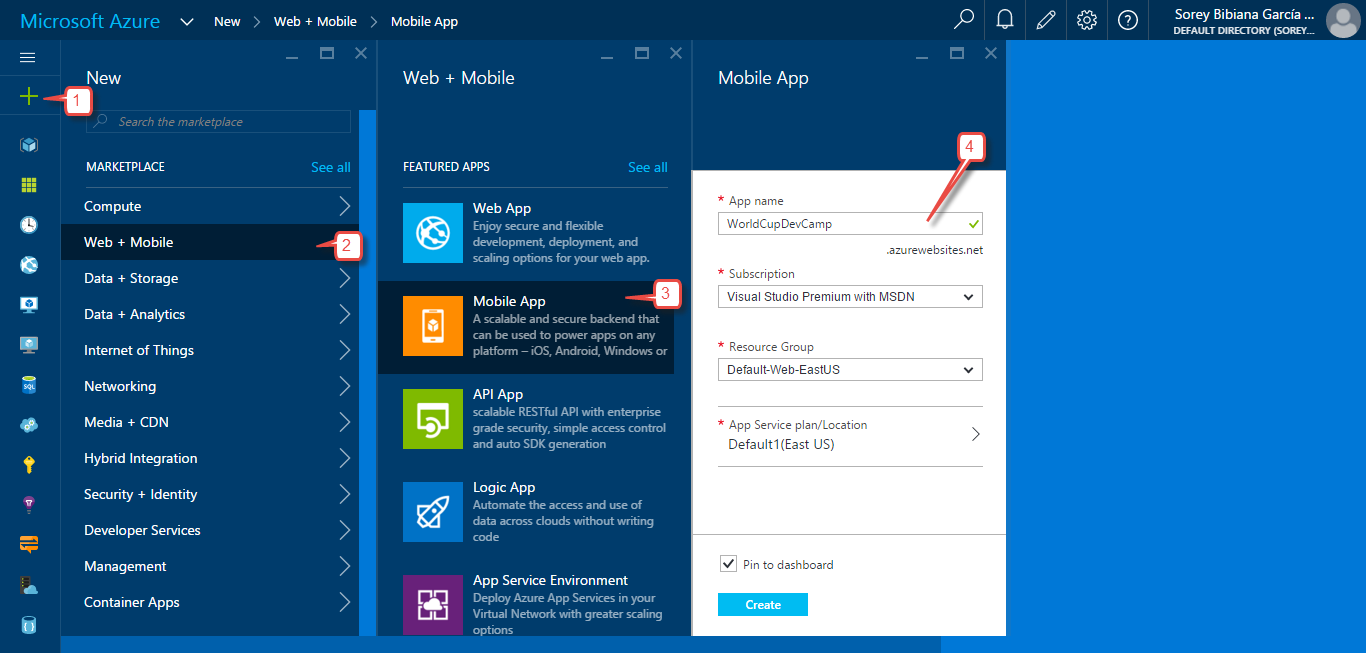 Microsoft Azure
New
Web + Mobile
Mobile App
Sorey Bibiana García ...
DEFAULT DIRECTORY (SOREY...
1
New
Search the marketplace
MARKETPLACE
See all
Compute
Web + Mobile
2
Data + Storage
Data + Analytics
Internet of Things
Networking
Media + CDN
Hybrid Integration
Security + Identity
Developer Services
Management
Container Apps
SQL
Web + Mobile
FEATURED APPS
See all
Web App
Enjoy secure and flexible
development, deployment, and
scaling options for your web app.
Mobile App
3
A scalable and secure backend that
can be used to power apps on any
platform – iOS, Android, Windows or
API App
scalable RESTful API with enterprise
grade security, simple access control
and auto SDK generation
Logic App
Automate the access and use of
data across clouds without writing
code
App Service Environment
Deploy Azure App Services in your
Virtual Network with greater scaling
options
Mobile App
4
* App name
WorldCupDevCamp
.azurewebsites.net
* Subscription
Visual Studio Premium with MSDN
* Resource Group
Default-Web-EastUS
* App Service plan/Location
Default1(East US)
Pin to dashboard
Create